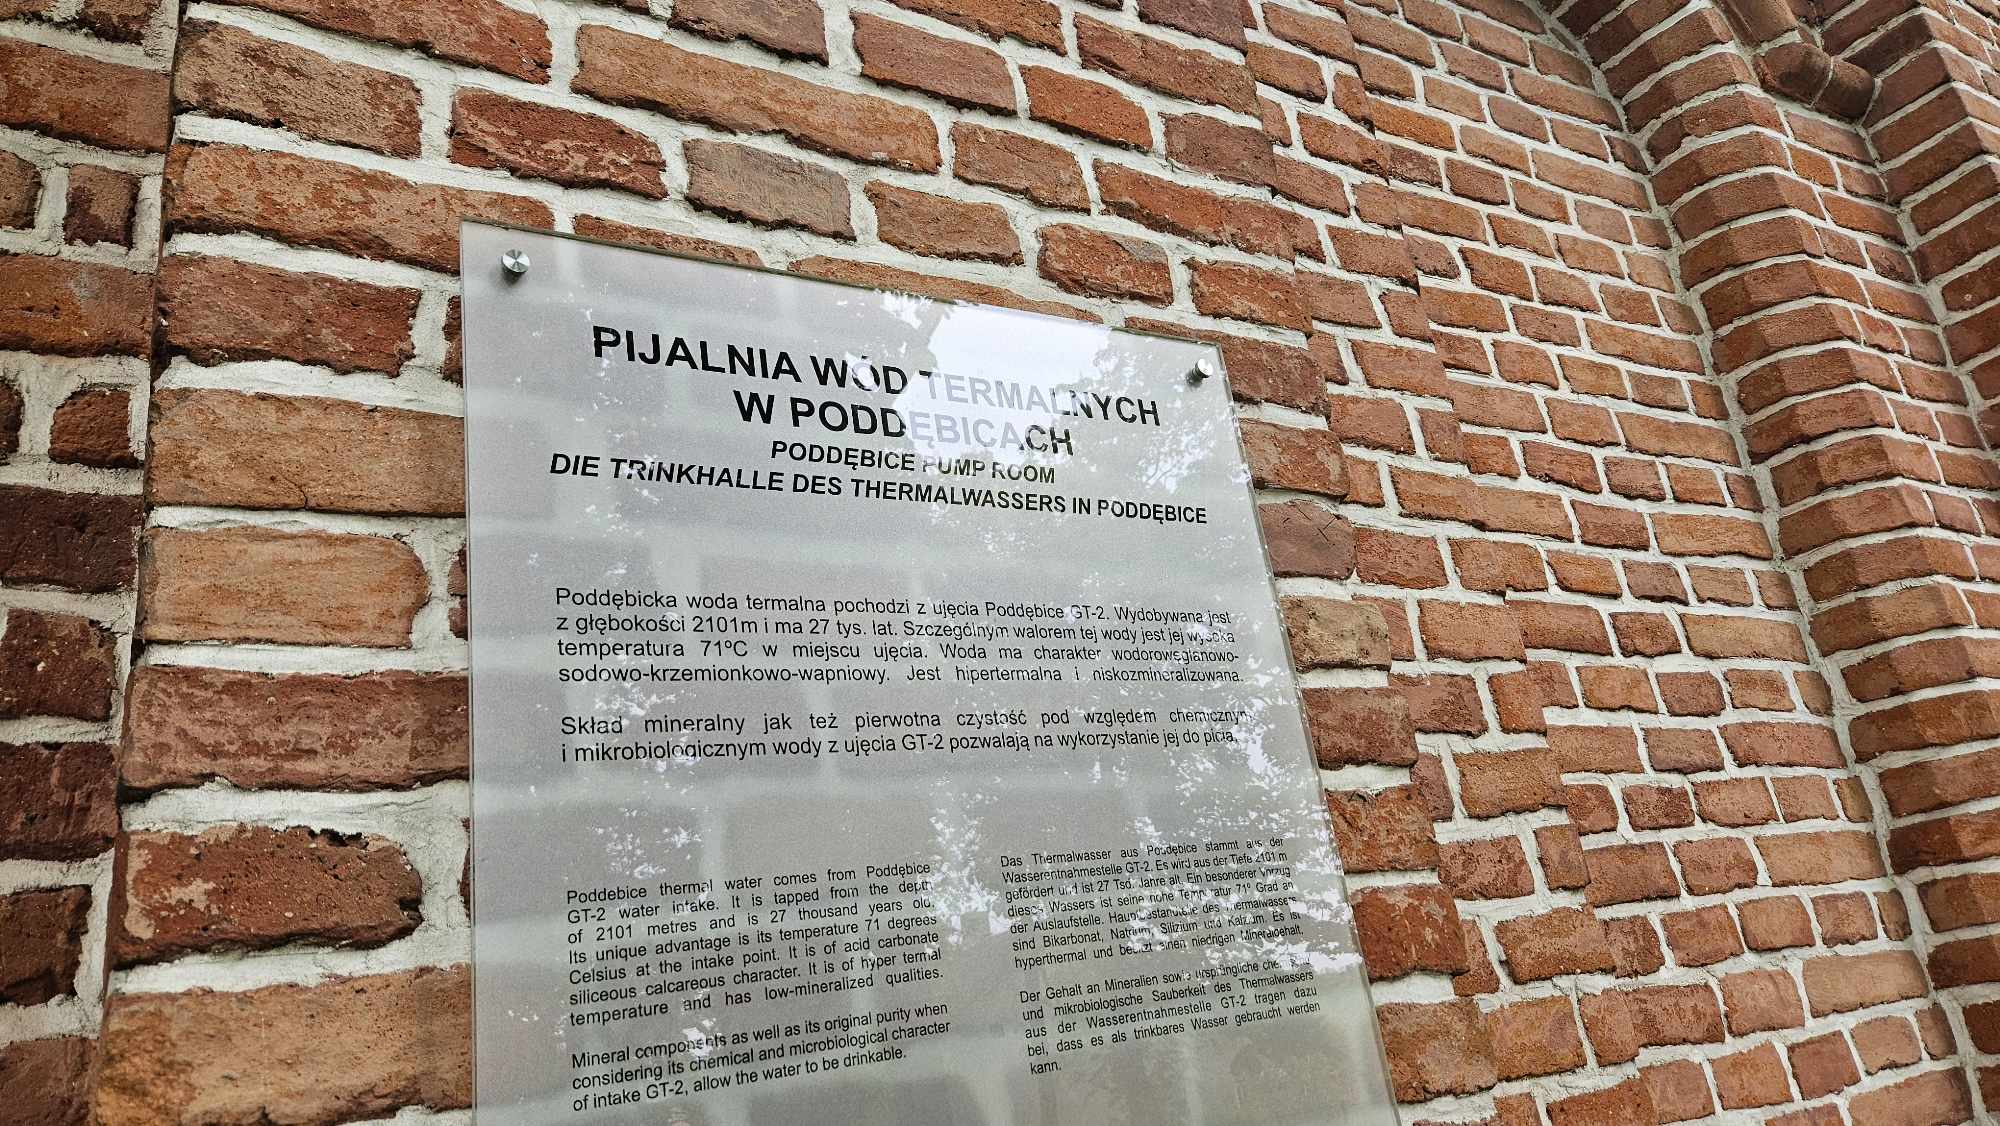 PIJALNIA WÓD TERMALNYCH
W PODDĘBICACH
PODDĘBICE PUMP ROOM
DIE TRINKHALLE DES THERMALWASSERS IN PODDĘBICE
Poddębicka woda termalna pochodzi z ujęcia Poddębice GT-2. Wydobywana jest
z głębokości 2101m i ma 27 tys. lat. Szczególnym walorem tej wody jest jej wysoka
temperatura 71ºC w miejscu ujęcia. Woda ma charakter wodorowęglanowo-
sodowo-krzemionkowo-wapniowy. Jest hipertermalna i niskozmineralizowana.
Skład mineralny jak też pierwotna czystość pod względem chemicznym
i mikrobiologicznym wody z ujęcia GT-2 pozwalają na wykorzystanie jej do picia.
Poddebice thermal water comes from Poddębice
GT-2 water intake. It is tapped from the depth
of 2101 metres and is 27 thousand years old.
Its unique advantage is its temperature 71 degrees
Celsius at the intake point. It is of acid carbonate
siliceous calcareous character. It is of hyper termal
temperature and has low-mineralized qualities.
Mineral components as well as its original purity when
considering its chemical and microbiological character
of intake GT-2, allow the water to be drinkable.
Das Thermalwasser aus Poddębice stammt aus der
Wasserentnahmestelle GT-2. Es wird aus der Tiefe 2101 m
gefördert und ist 27 Tsd. Jahre alt. Ein besonderer Vorzug
dieses Wassers ist seine hohe Temperatur 71º Grad an
der Auslaufstelle. Hauptbestandteile des Thermalwassers
sind Bikarbonat, Natrium, Silizium und Kalzium. Es ist
hyperthermal und besitzt einen niedrigen Mineralgehalt.
Der Gehalt an Mineralien sowie ursprüngliche
und mikrobiologische Sauberkeit des Thermalwassers
aus der Wasserentnahmestelle GT-2 tragen dazu
bei, dass es als trinkbares Wasser gebraucht werden
kann.